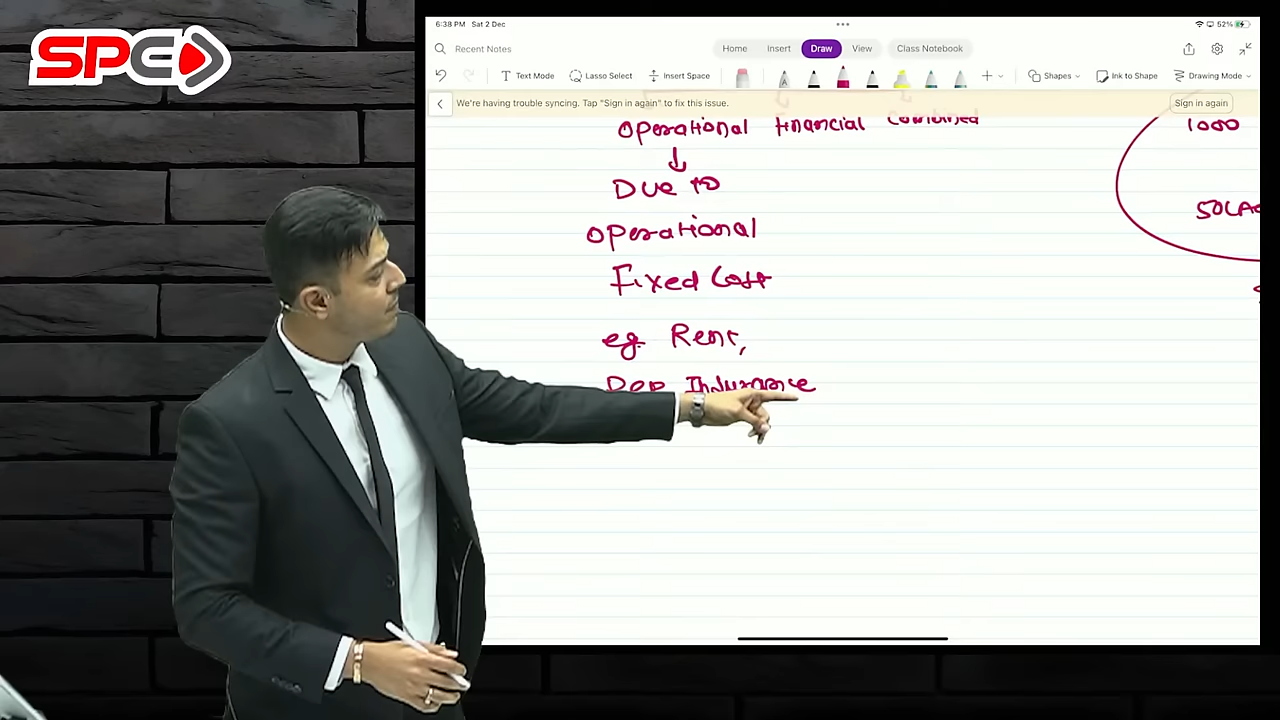 SPC
6:38 PM Sat 2 Dec
52%
Recent Notes
Home Insert Draw View Class Notebook
Text Mode Lasso Select Insert Space
Shapes Ink to Shape Drawing Mode
We're having trouble syncing. Tap "Sign in again" to fix this issue.
Sign in again
Operational financial Combined
1000
Due to
50LAC
Operational
Fixed Cost
eg. Rent,
Dep Insurance